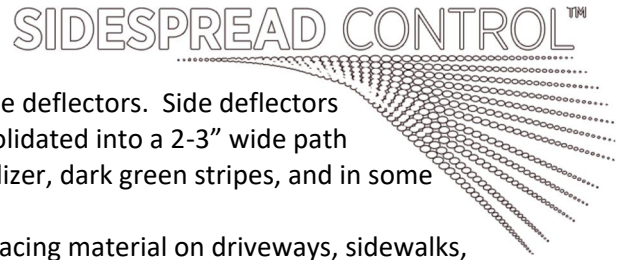 SIDESPREAD CONTROL™
e deflectors. Side deflectors
olidated into a 2-3” wide path
lizer, dark green stripes, and in some
acing material on driveways, sidewalks,